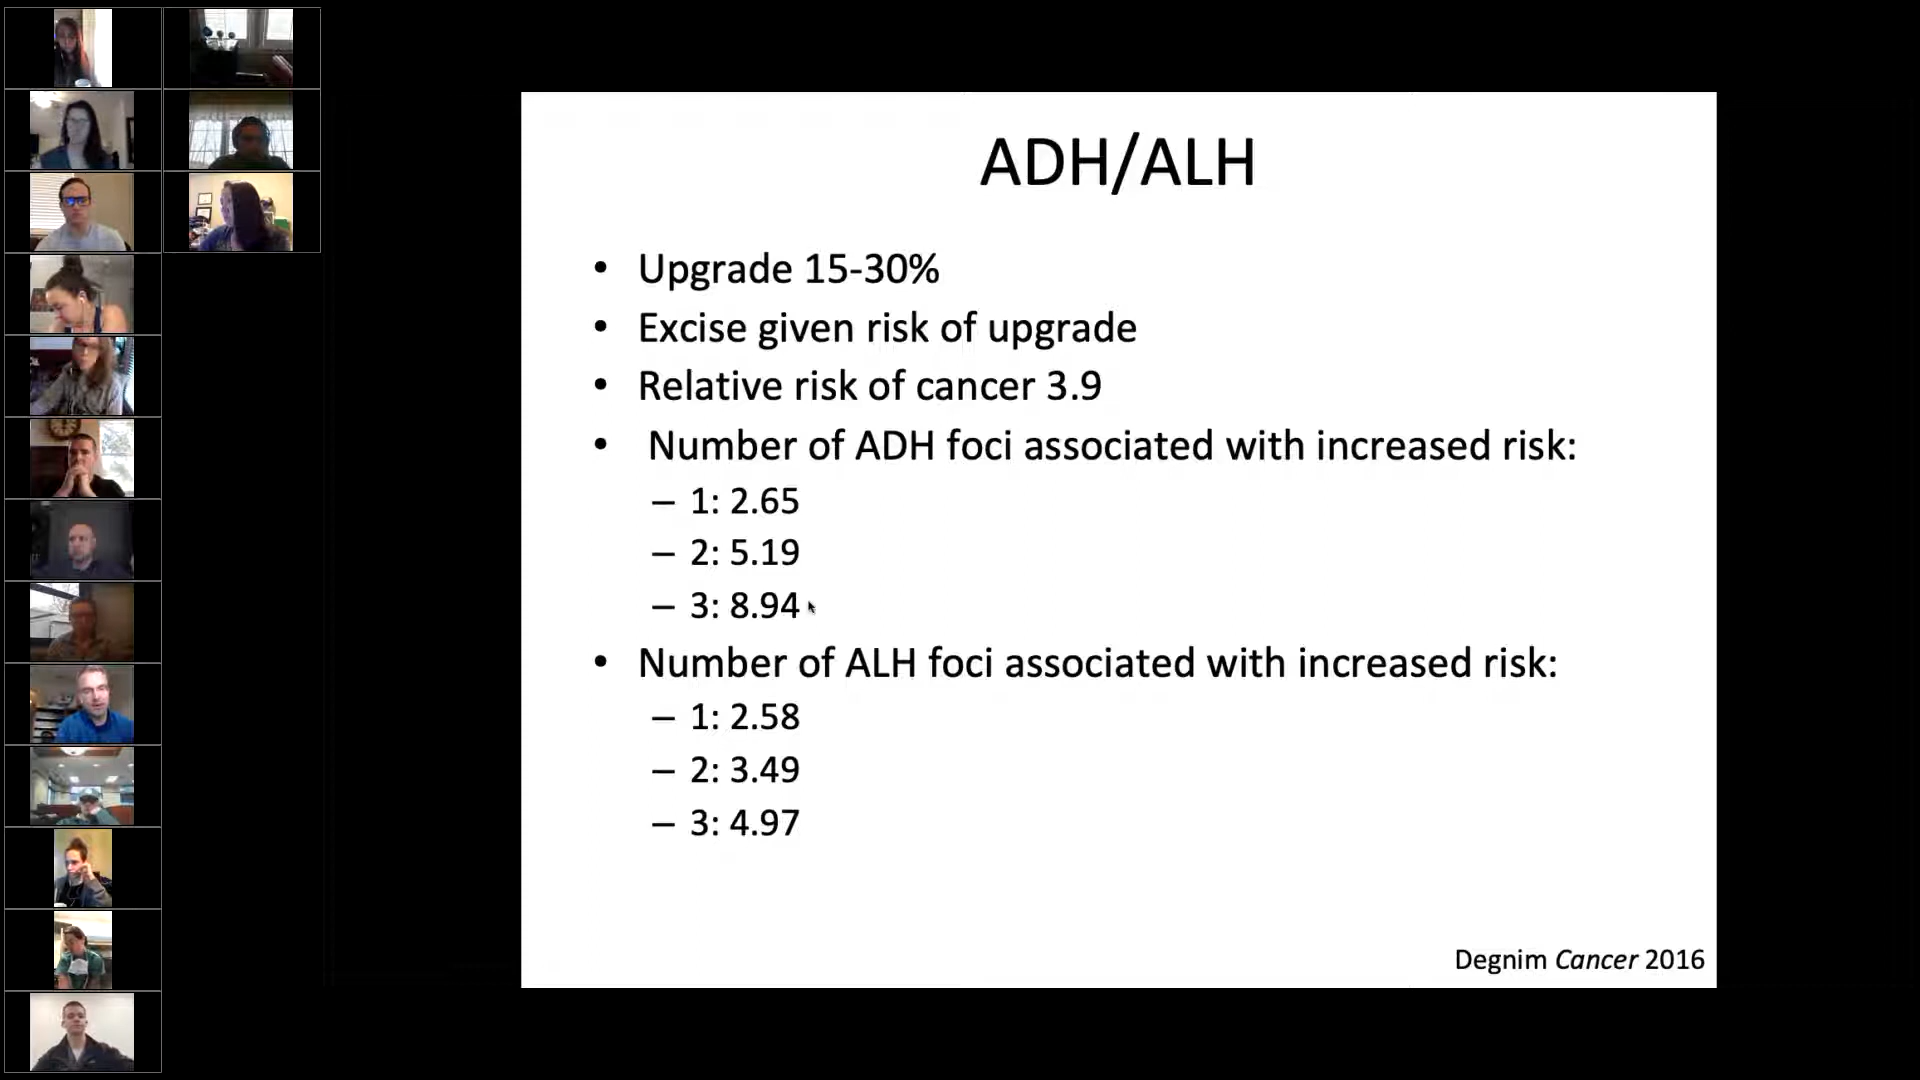 ADH/ALH
• Upgrade 15-30%
• Excise given risk of upgrade
• Relative risk of cancer 3.9
• Number of ADH foci associated with increased risk:
– 1: 2.65
– 2: 5.19
– 3: 8.94
• Number of ALH foci associated with increased risk:
– 1: 2.58
– 2: 3.49
– 3: 4.97
Degnim Cancer 2016